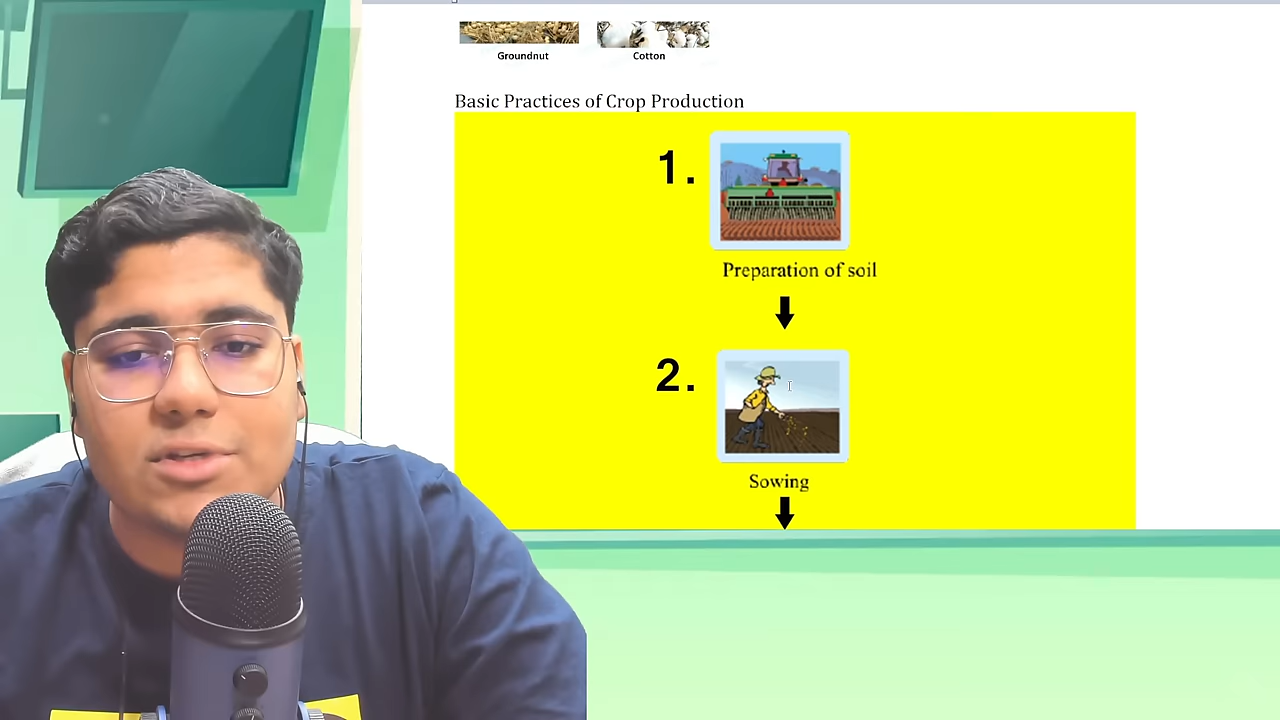 Groundnut Cotton
Basic Practices of Crop Production
1.
Preparation of soil
2.
Sowing